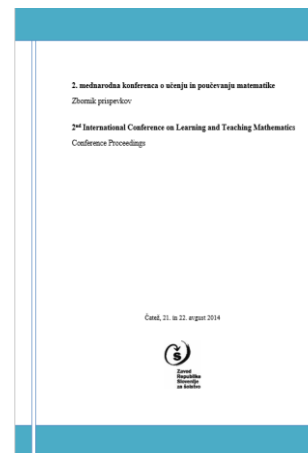 2. mednarodna konferenca o učenju in poučevanju matematike
Zbornik prispevkov
2nd International Conference on Learning and Teaching Mathematics
Conference Proceedings
Čatež, 21. in 22. avgust 2014
š
Zavod
Republike
Slovenije
za šolstvo